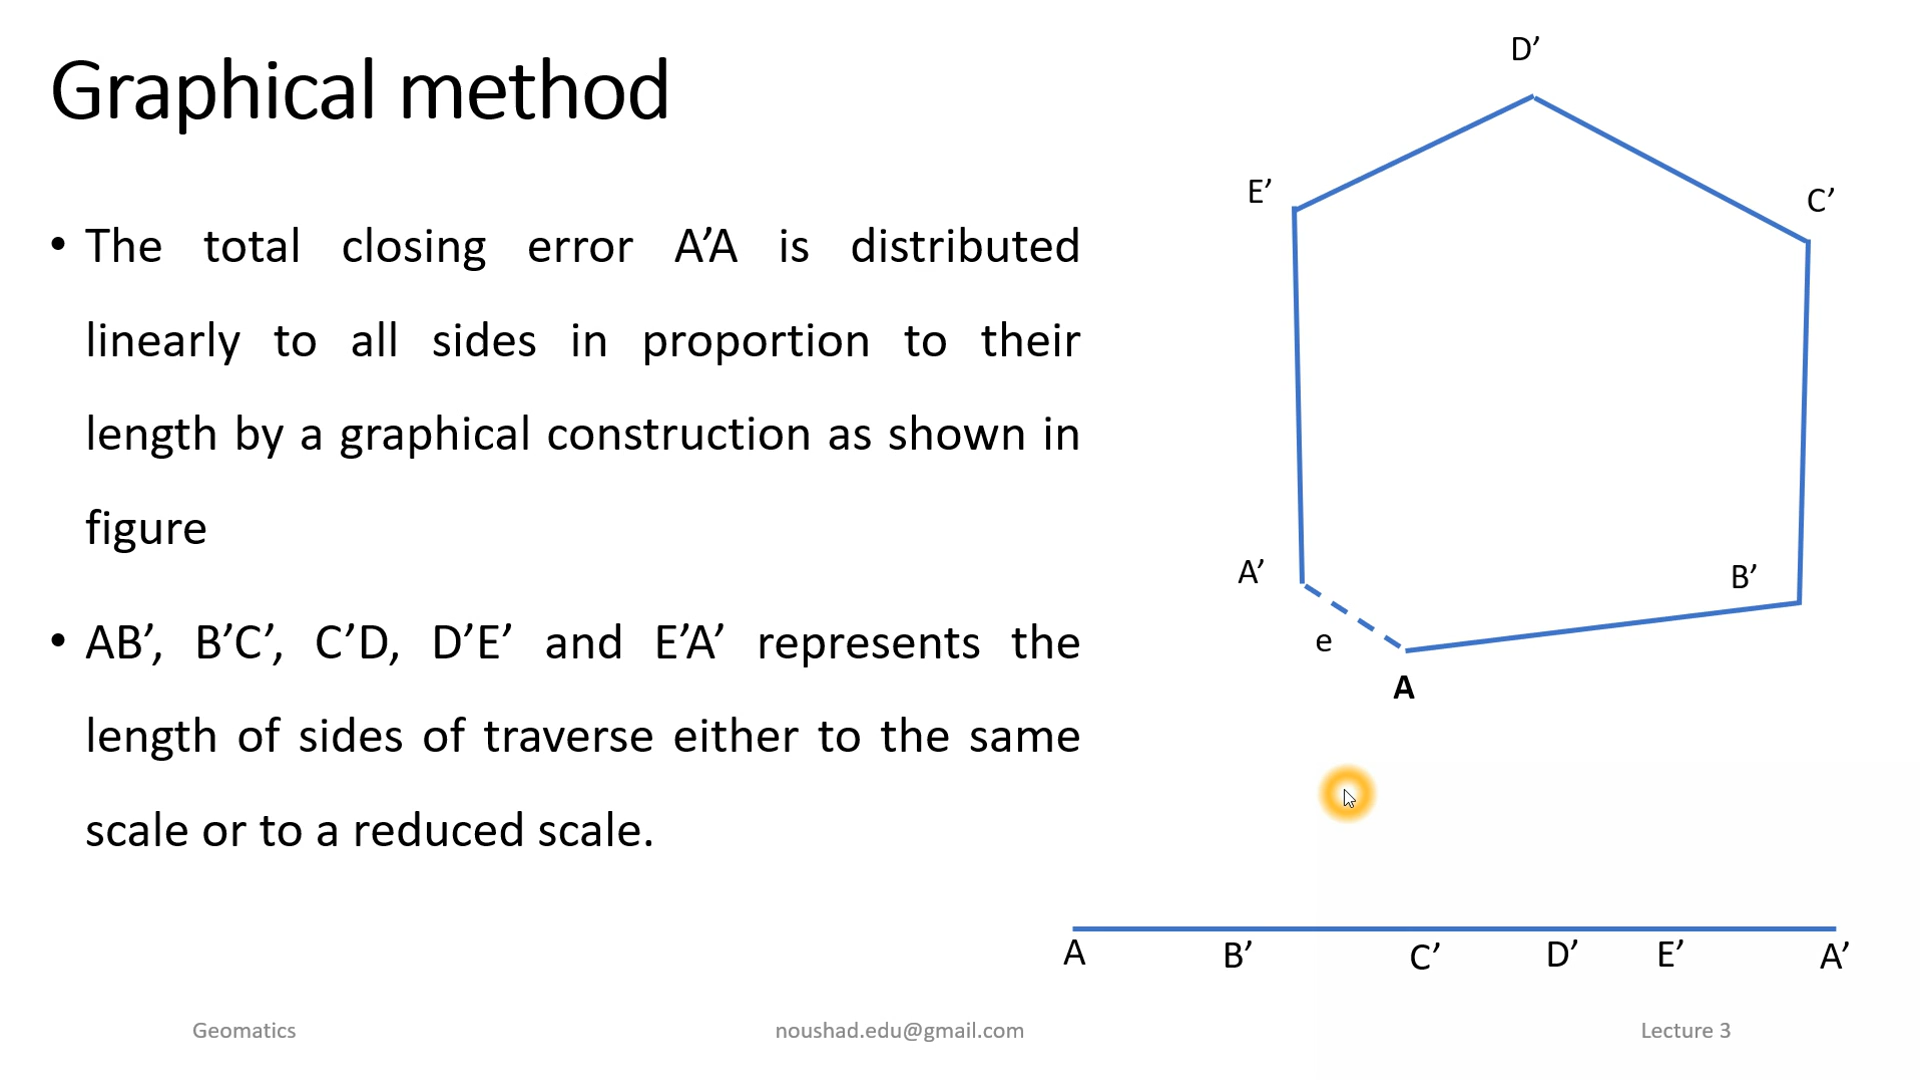 Graphical method
• The total closing error A’A is distributed
linearly to all sides in proportion to their
length by a graphical construction as shown in
figure
• AB’, B’C’, C’D, D’E’ and E’A’ represents the
length of sides of traverse either to the same
scale or to a reduced scale.
D’
E’
C’
A’
B’
e
A
A B’ C’ D’ E’ A’
Geomatics noushad.edu@gmail.com Lecture 3